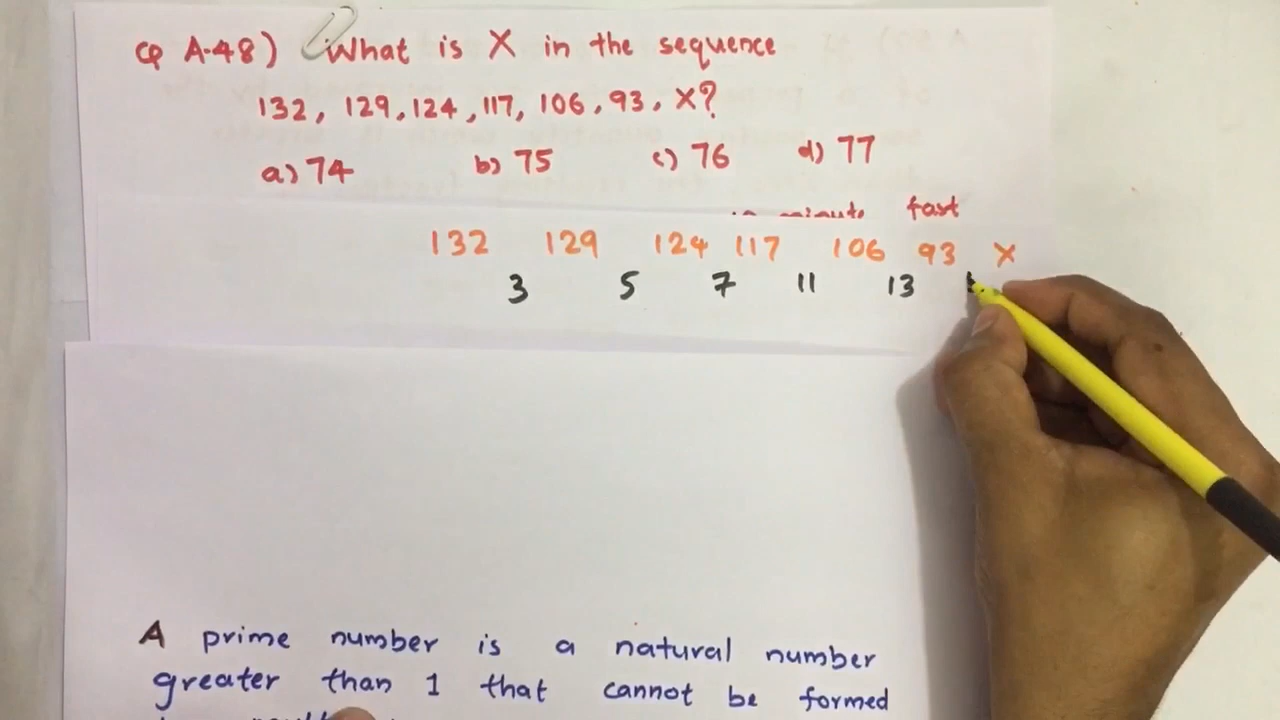 Q A-48) What is X in the sequence
132, 129, 124, 117, 106, 93, X?
a) 74 b) 75 c) 76 d) 77
minute fast
132 129 124 117 106 93 X
3 5 7 11 13
A prime number is a natural number
greater than 1 that cannot be formed